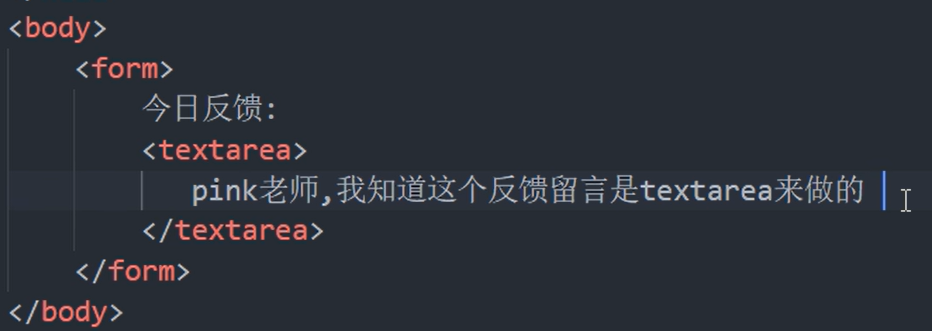 <body>
<form>
今日反馈:
<textarea>
pink老师,我知道这个反馈留言是textarea来做的
</textarea>
</form>
</body>